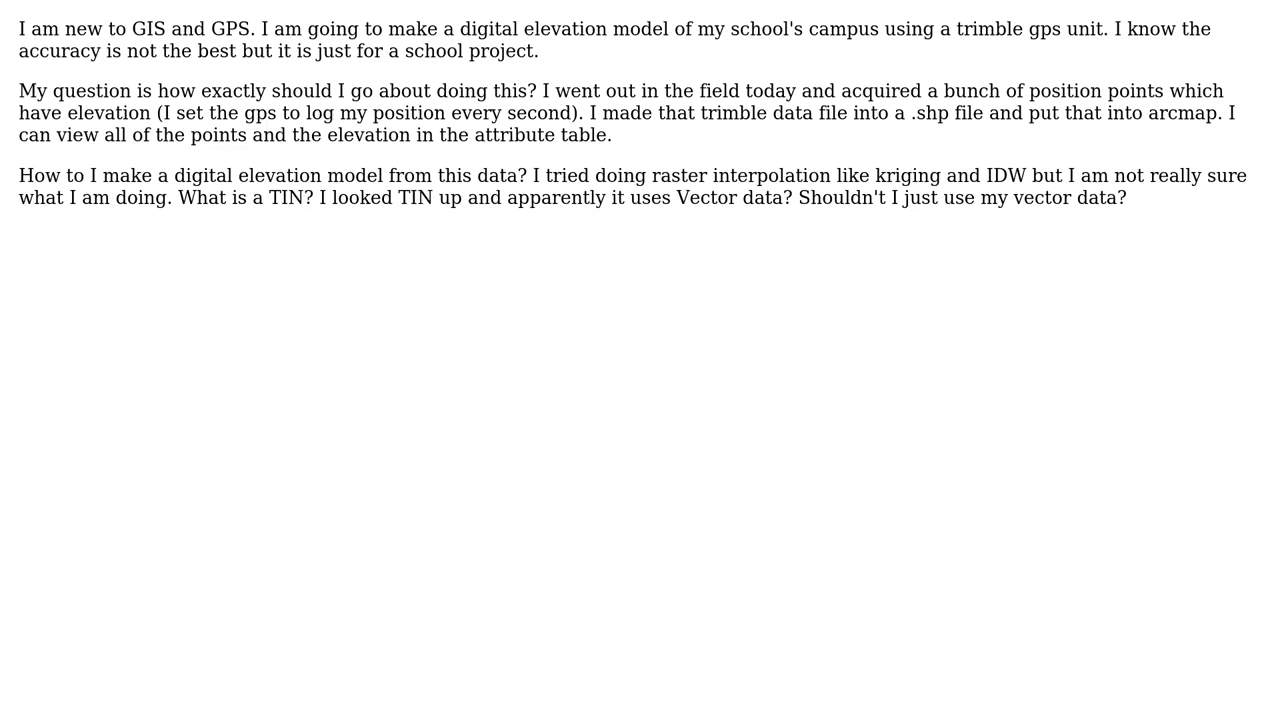 I am new to GIS and GPS. I am going to make a digital elevation model of my school's campus using a trimble gps unit. I know the
accuracy is not the best but it is just for a school project.
My question is how exactly should I go about doing this? I went out in the field today and acquired a bunch of position points which
have elevation (I set the gps to log my position every second). I made that trimble data file into a .shp file and put that into arcmap. I
can view all of the points and the elevation in the attribute table.
How to I make a digital elevation model from this data? I tried doing raster interpolation like kriging and IDW but I am not really sure
what I am doing. What is a TIN? I looked TIN up and apparently it uses Vector data? Shouldn't I just use my vector data?